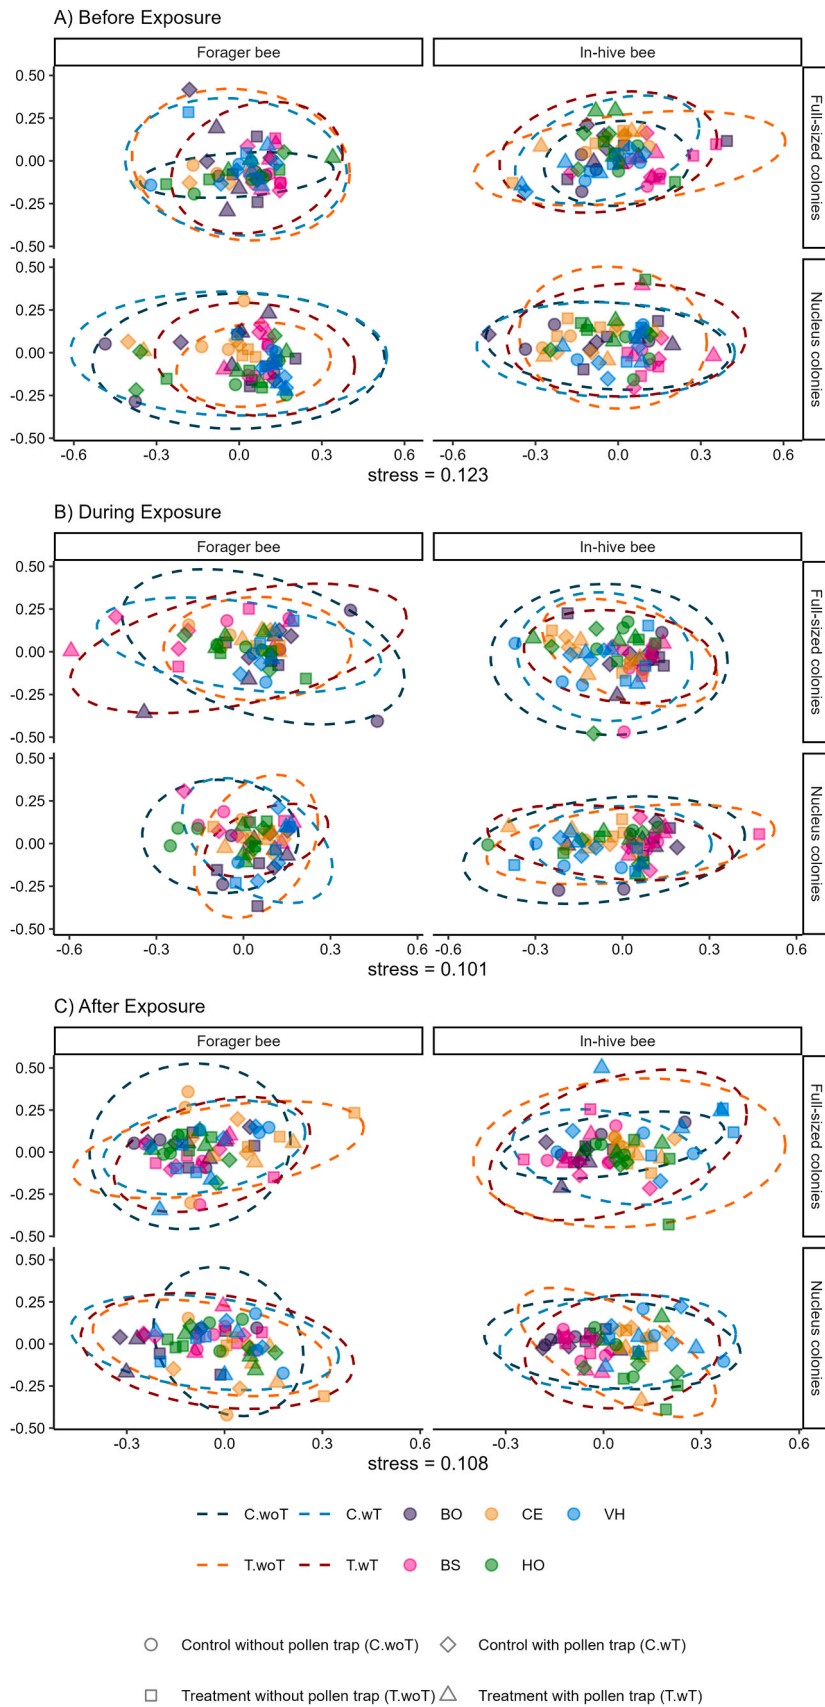 A) Before Exposure
Forager bee
In-hive bee
0.50
0.25
0.00
-0.25
-0.50
Full-sized colonies
0.50
0.25
0.00
-0.25
-0.50
Nucleus colonies
-0.6 -0.3 0.0 0.3 0.6
-0.6 -0.3 0.0 0.3 0.6
stress = 0.123
B) During Exposure
Forager bee
In-hive bee
0.50
0.25
0.00
-0.25
-0.50
Full-sized colonies
0.50
0.25
0.00
-0.25
-0.50
Nucleus colonies
-0.6 -0.3 0.0 0.3 0.6
-0.6 -0.3 0.0 0.3 0.6
stress = 0.101
C) After Exposure
Forager bee
In-hive bee
0.50
0.25
0.00
-0.25
-0.50
Full-sized colonies
0.50
0.25
0.00
-0.25
-0.50
Nucleus colonies
-0.3 0.0 0.3 0.6
-0.3 0.0 0.3 0.6
stress = 0.108
C.woT C.wT BO CE VH
T.woT T.wT BS HO
Control without pollen trap (C.woT) Control with pollen trap (C.wT)
Treatment without pollen trap (T.woT) Treatment with pollen trap (T.wT)